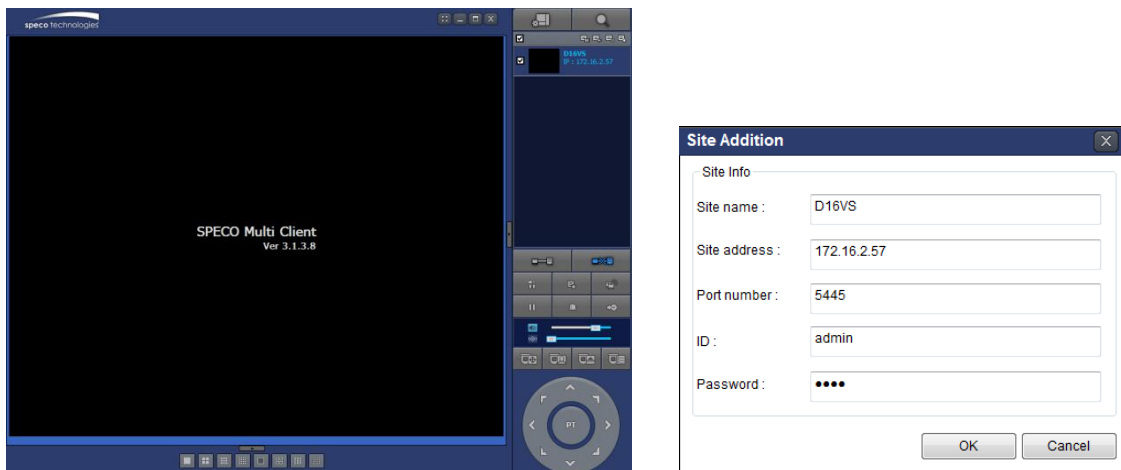 speco technologies
D16VS
IP : 172.16.2.57
SPECO Multi Client
Ver 3.1.3.8
PT
Site Addition
Site Info
Site name :
D16VS
Site address :
172.16.2.57
Port number :
5445
ID :
admin
Password :
••••
OK
Cancel